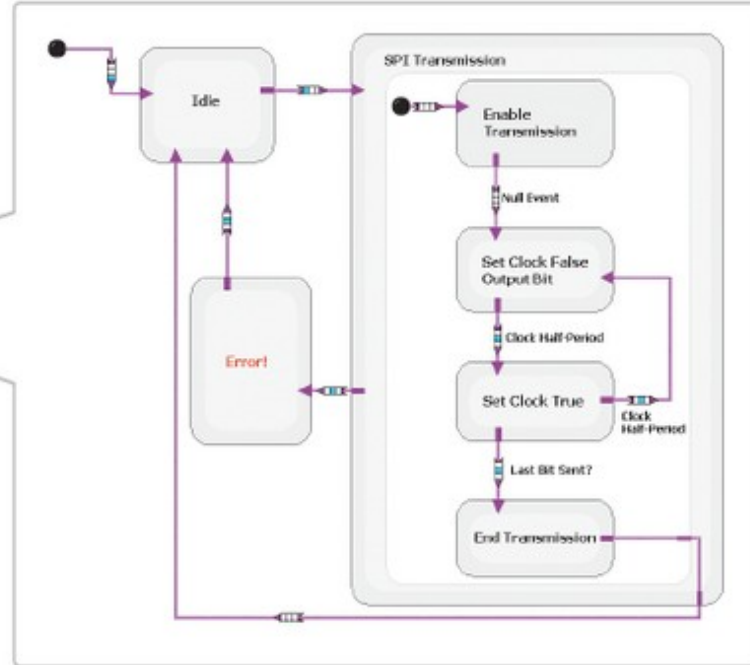 SPI Transmission
Idle
Enable
Transmission
Null Event
Set Clock False
Output Bit
Clock Half-Period
Error!
Set Clock True
Clock
Half-Period
Last Bit Sent?
End Transmission